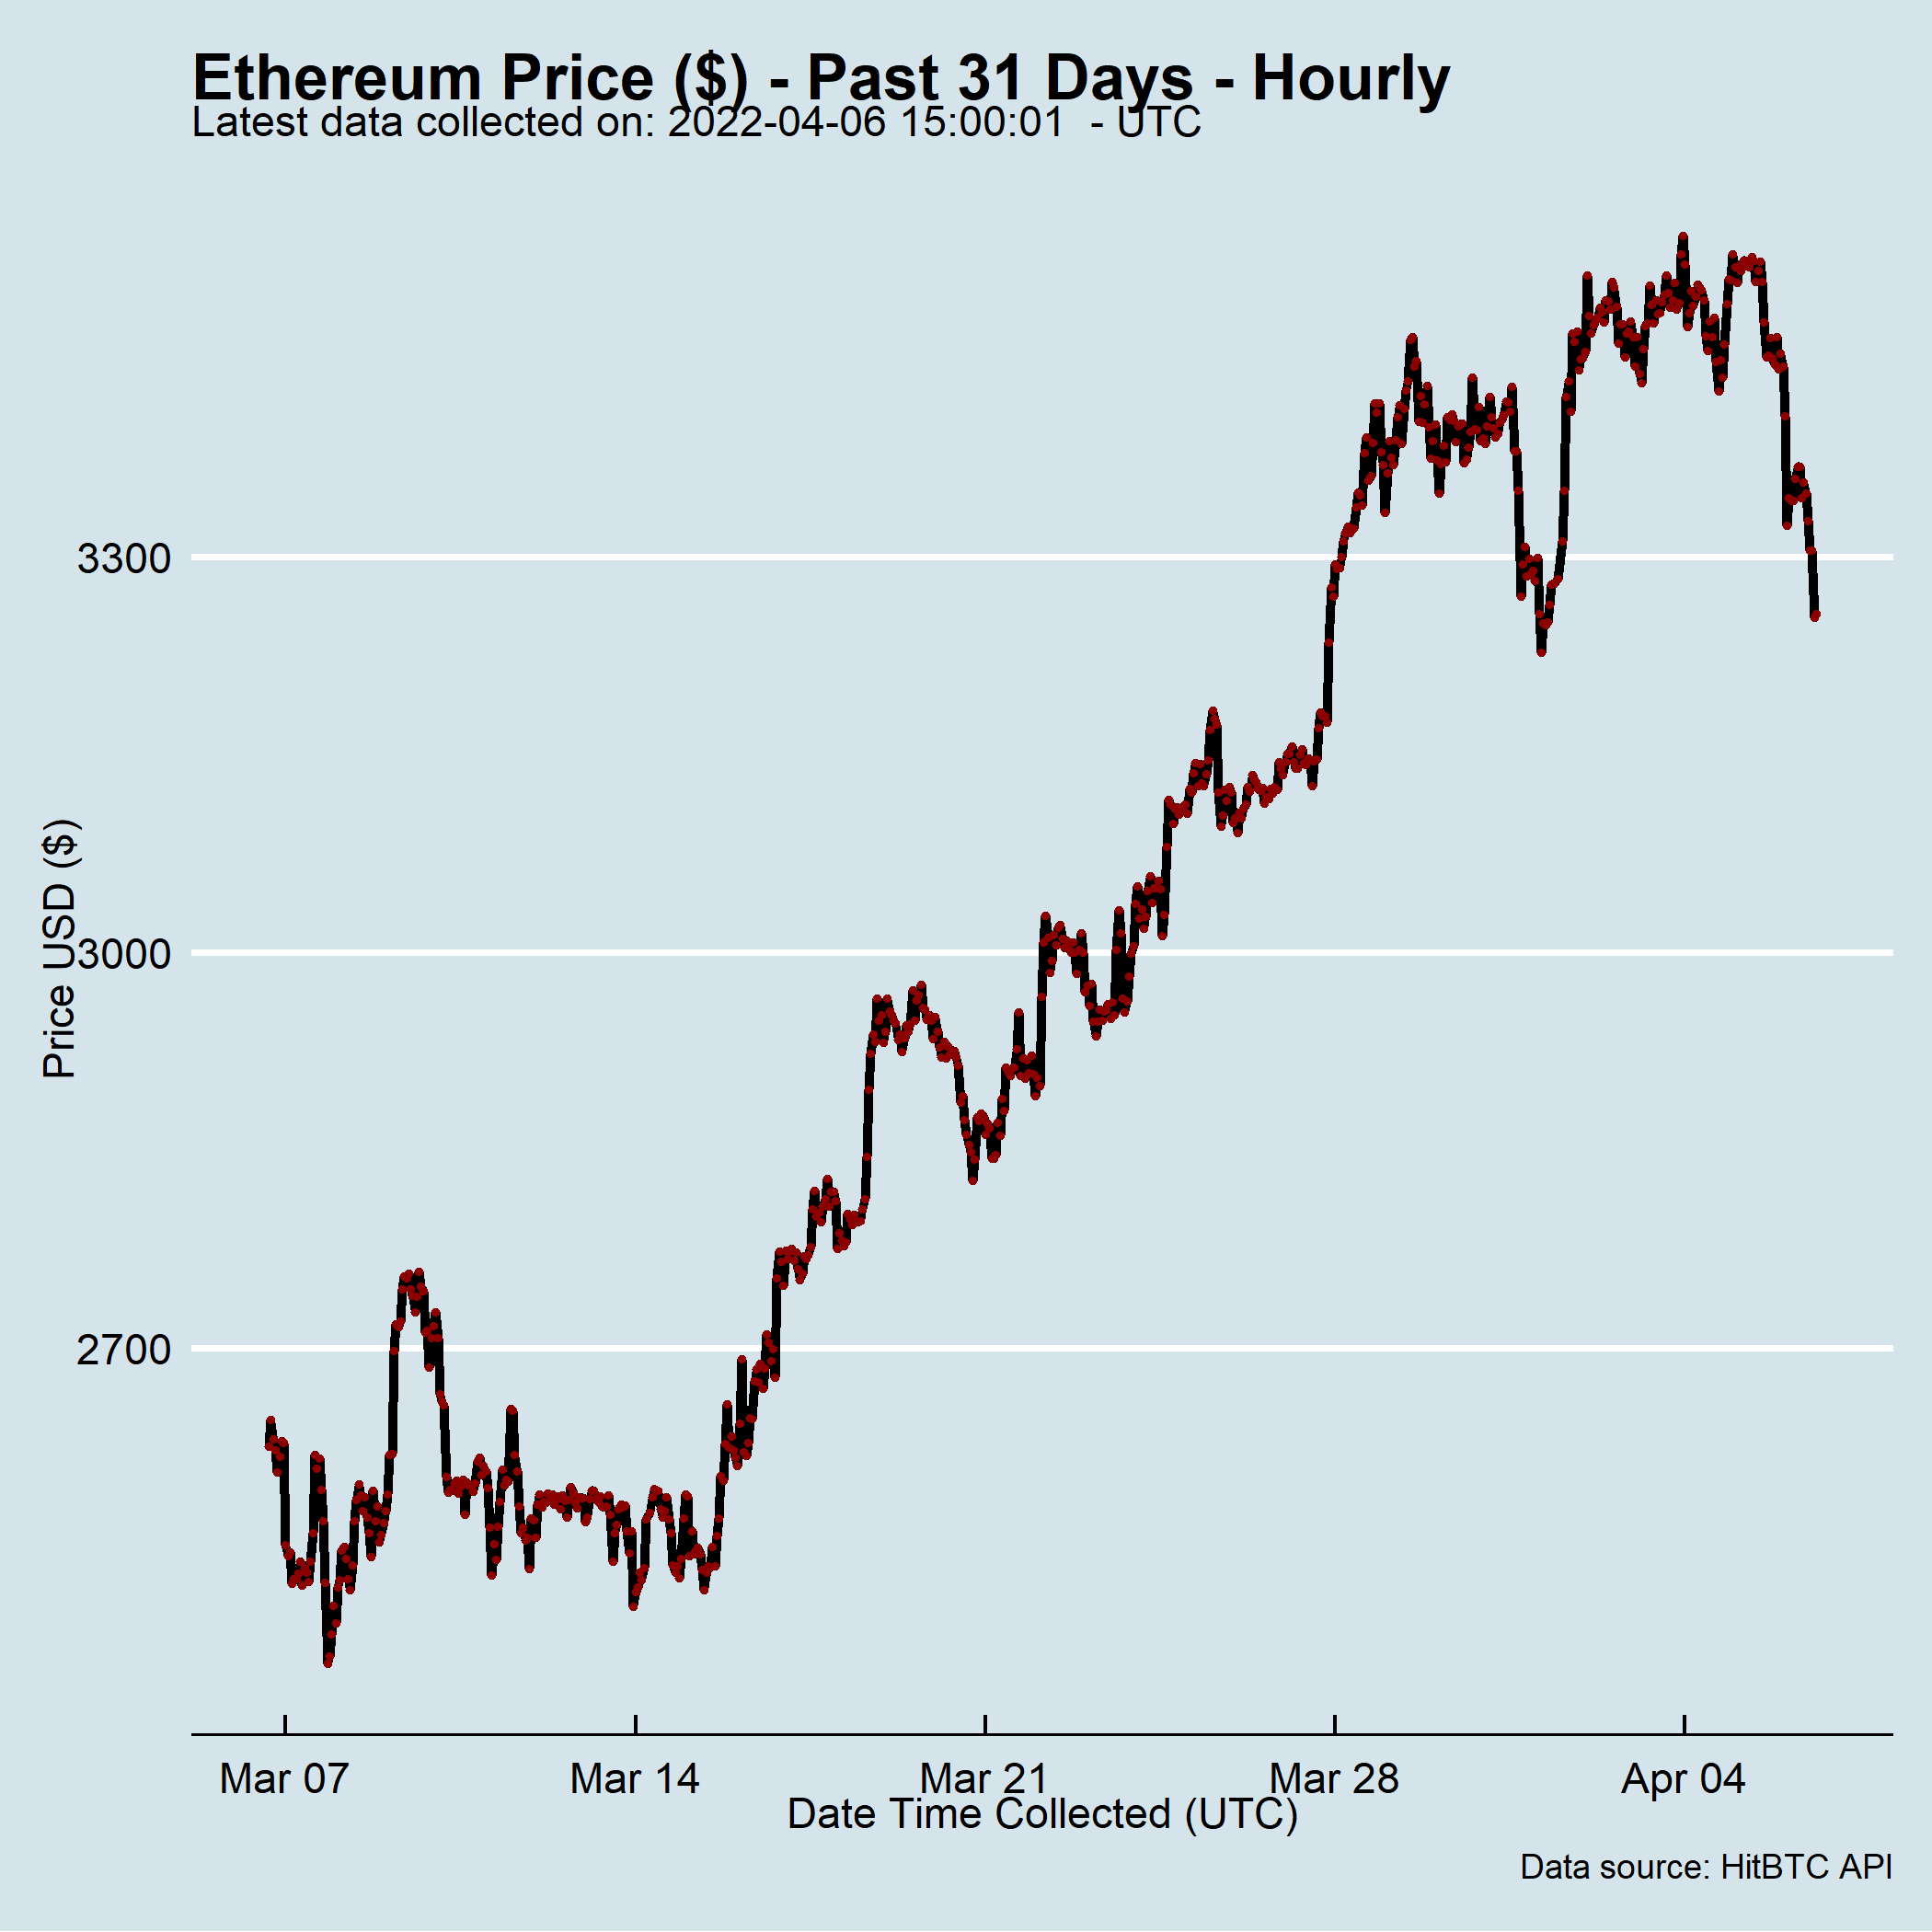 Ethereum Price ($) - Past 31 Days - Hourly
Latest data collected on: 2022-04-06 15:00:01  - UTC
3300
3000
2700
Price USD ($)
Mar 07
Mar 14
Mar 21
Mar 28
Apr 04
Date Time Collected (UTC)
Data source: HitBTC API